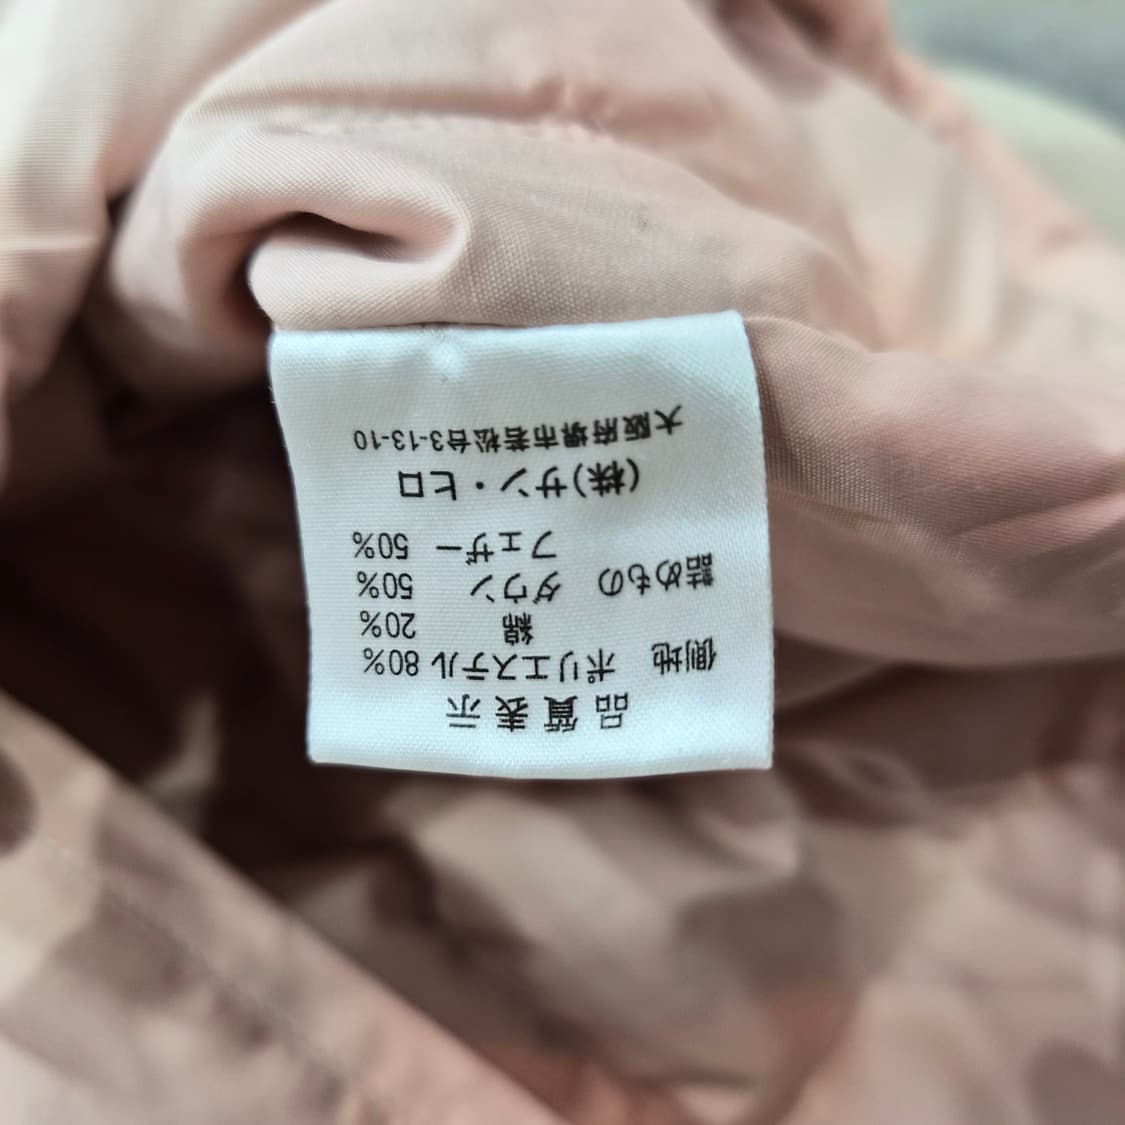 品質表示
側地 ポリエステル 80%
綿 20%
詰めもの ダウン 50%
フェザー 50%
(株)サン・ヒロ
大阪府堺市若松台3-13-10